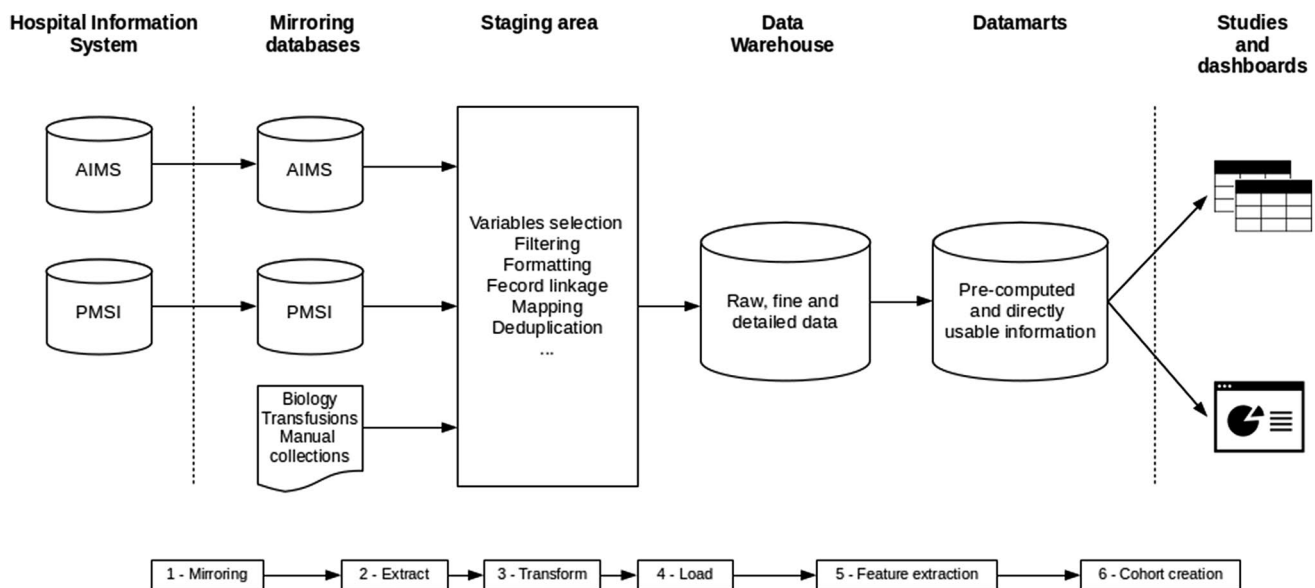 Hospital Information
System
Mirroring
databases
Staging area
Data
Warehouse
Datamarts
Studies
and
dashboards
AIMS
AIMS
PMSI
PMSI
Biology
Transfusions
Manual
collections
Variables selection
Filtering
Formatting
Fecord linkage
Mapping
Deduplication
...
Raw, fine and
detailed data
Pre-computed
and directly
usable information
1 - Mirroring
2 - Extract
3 - Transform
4 - Load
5 - Feature extraction
6 - Cohort creation